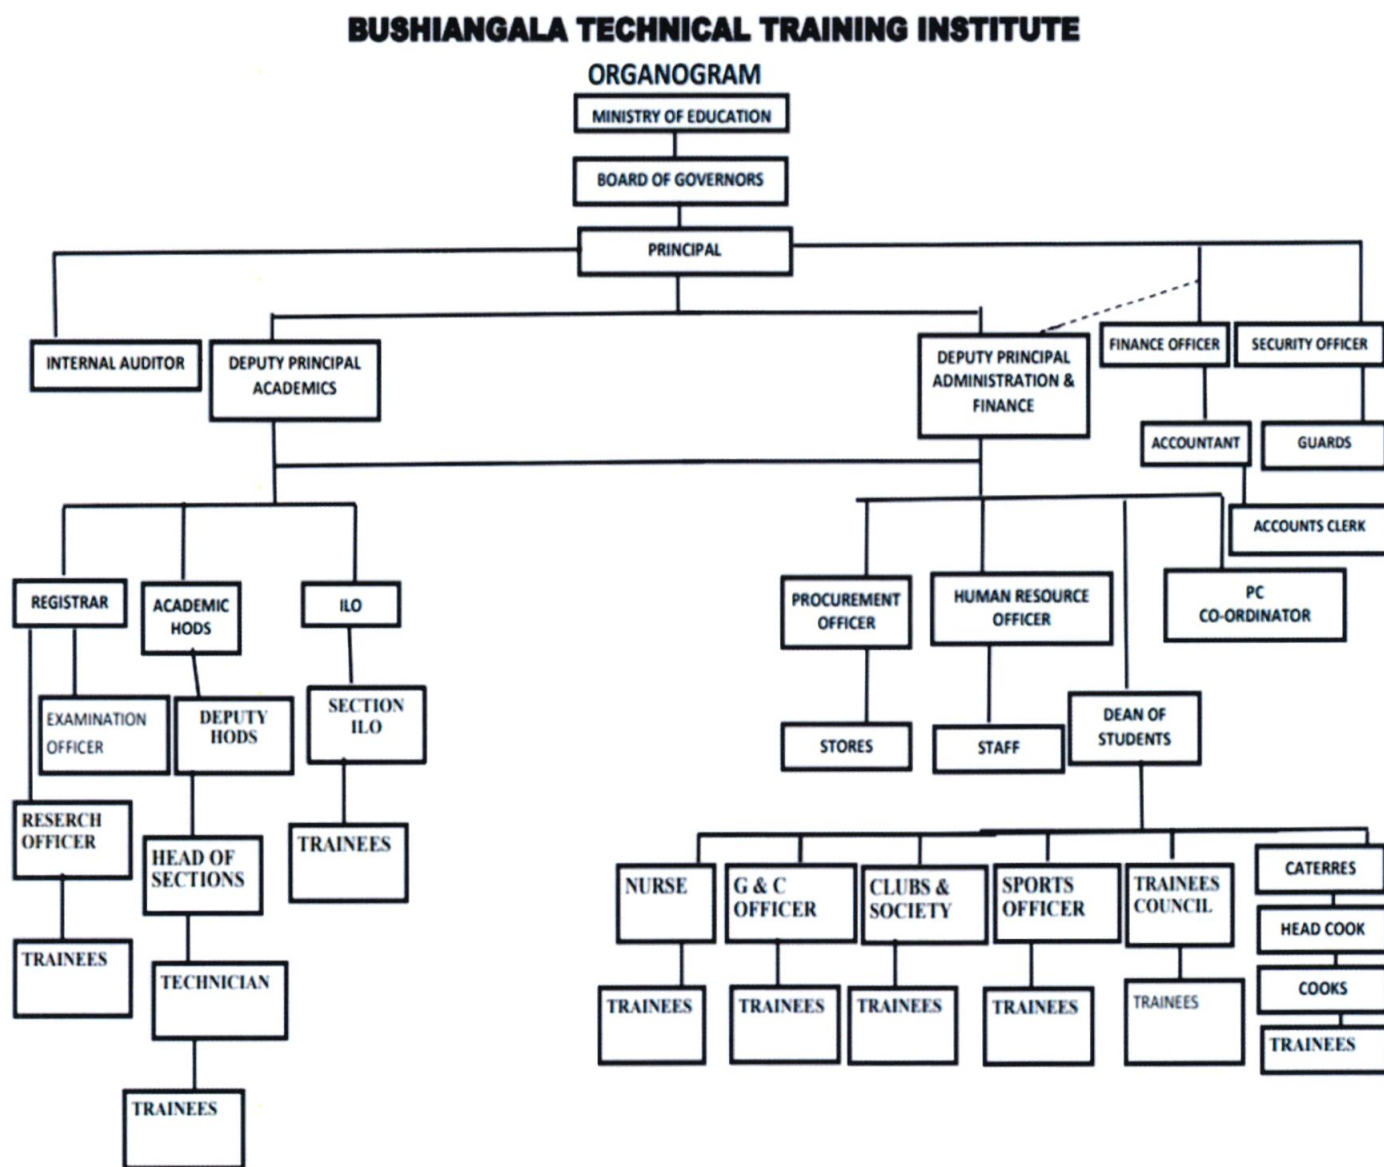 BUSHIANGALA TECHNICAL TRAINING INSTITUTE
ORGANOGRAM
MINISTRY OF EDUCATION
BOARD OF GOVERNORS
PRINCIPAL
INTERNAL AUDITOR
DEPUTY PRINCIPAL
ACADEMICS
DEPUTY PRINCIPAL
ADMINISTRATION &
FINANCE
FINANCE OFFICER
SECURITY OFFICER
ACCOUNTANT
GUARDS
ACCOUNTS CLERK
REGISTRAR
ACADEMIC
HODS
ILO
PROCUREMENT
OFFICER
HUMAN RESOURCE
OFFICER
PC
CO-ORDINATOR
EXAMINATION
OFFICER
DEPUTY
HODS
SECTION
ILO
STORES
STAFF
DEAN OF
STUDENTS
RESERCH
OFFICER
HEAD OF
SECTIONS
TRAINEES
NURSE
G & C
OFFICER
CLUBS &
SOCIETY
SPORTS
OFFICER
TRAINEES
COUNCIL
CATERRES
HEAD COOK
COOKS
TRAINEES
TRAINEES
TECHNICIAN
TRAINEES
TRAINEES
TRAINEES
TRAINEES
TRAINEES
TRAINEES